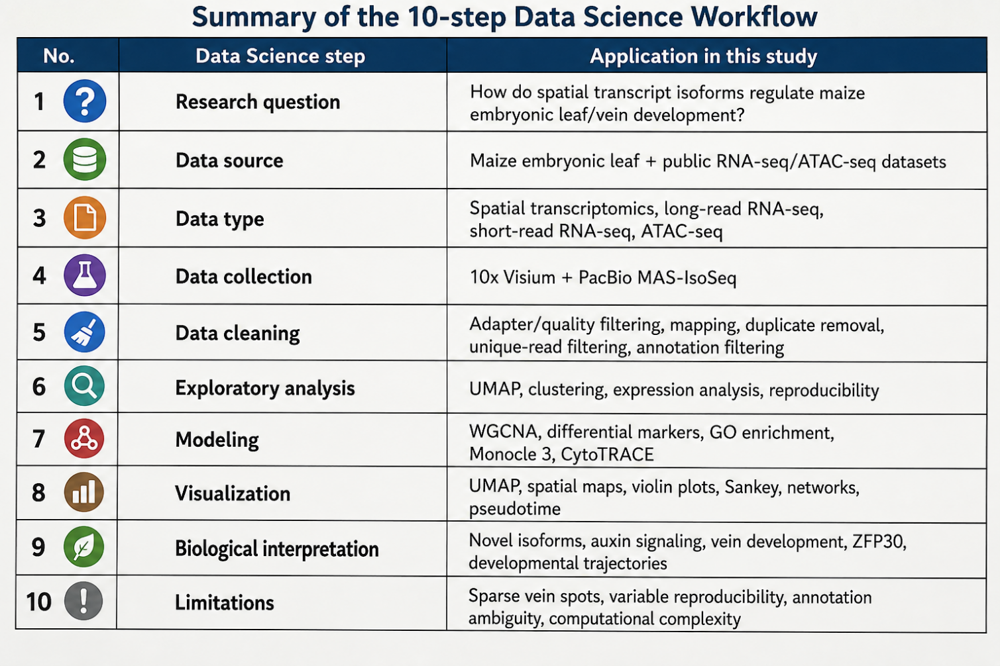 Summary of the 10-step Data Science Workflow
No. Data Science step Application in this study
1 Research question How do spatial transcript isoforms regulate maize
embryonic leaf/vein development?
2 Data source Maize embryonic leaf + public RNA-seq/ATAC-seq datasets
3 Data type Spatial transcriptomics, long-read RNA-seq,
short-read RNA-seq, ATAC-seq
4 Data collection 10x Visium + PacBio MAS-IsoSeq
5 Data cleaning Adapter/quality filtering, mapping, duplicate removal,
unique-read filtering, annotation filtering
6 Exploratory analysis UMAP, clustering, expression analysis, reproducibility
7 Modeling WGCNA, differential markers, GO enrichment,
Monocle 3, CytoTRACE
8 Visualization UMAP, spatial maps, violin plots, Sankey, networks,
pseudotime
9 Biological interpretation Novel isoforms, auxin signaling, vein development, ZFP30,
developmental trajectories
10 Limitations Sparse vein spots, variable reproducibility, annotation
ambiguity, computational complexity